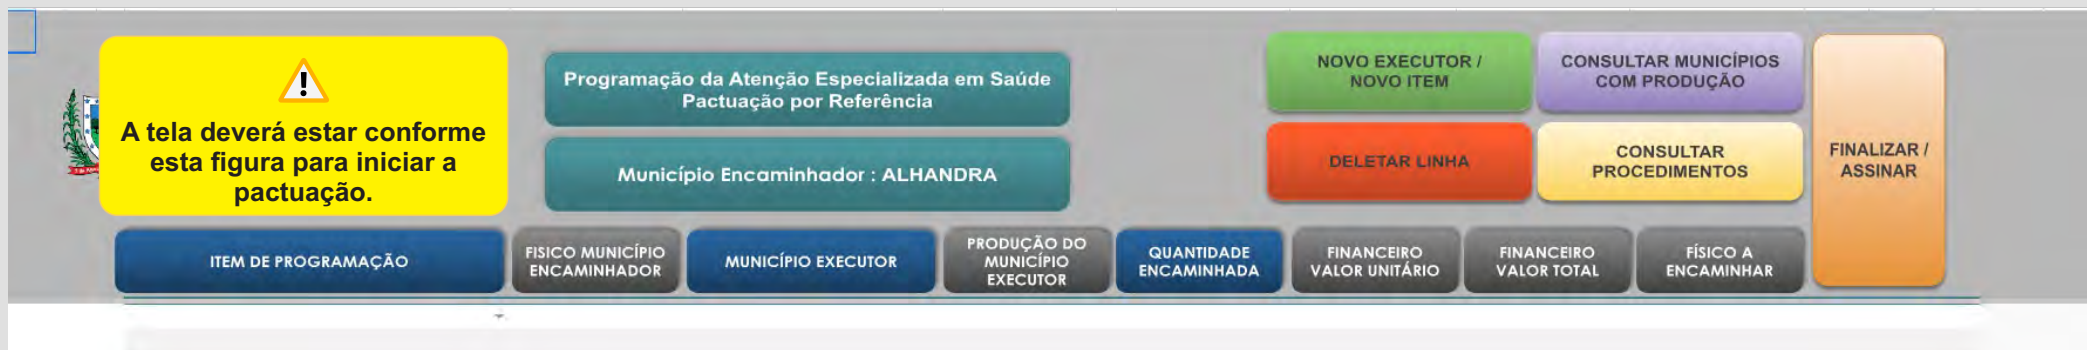 A tela deverá estar conforme
esta figura para iniciar a
pactuação.
Programação da Atenção Especializada em Saúde
Pactuação por Referência
Município Encaminhador : ALHANDRA
NOVO EXECUTOR /
NOVO ITEM
CONSULTAR MUNICÍPIOS
COM PRODUÇÃO
DELETAR LINHA
CONSULTAR
PROCEDIMENTOS
FINALIZAR /
ASSINAR
ITEM DE PROGRAMAÇÃO
FISICO MUNICÍPIO
ENCAMINHADOR
MUNICÍPIO EXECUTOR
PRODUÇÃO DO
MUNICÍPIO
EXECUTOR
QUANTIDADE
ENCAMINHADA
FINANCEIRO
VALOR UNITÁRIO
FINANCEIRO
VALOR TOTAL
FÍSICO A
ENCAMINHAR